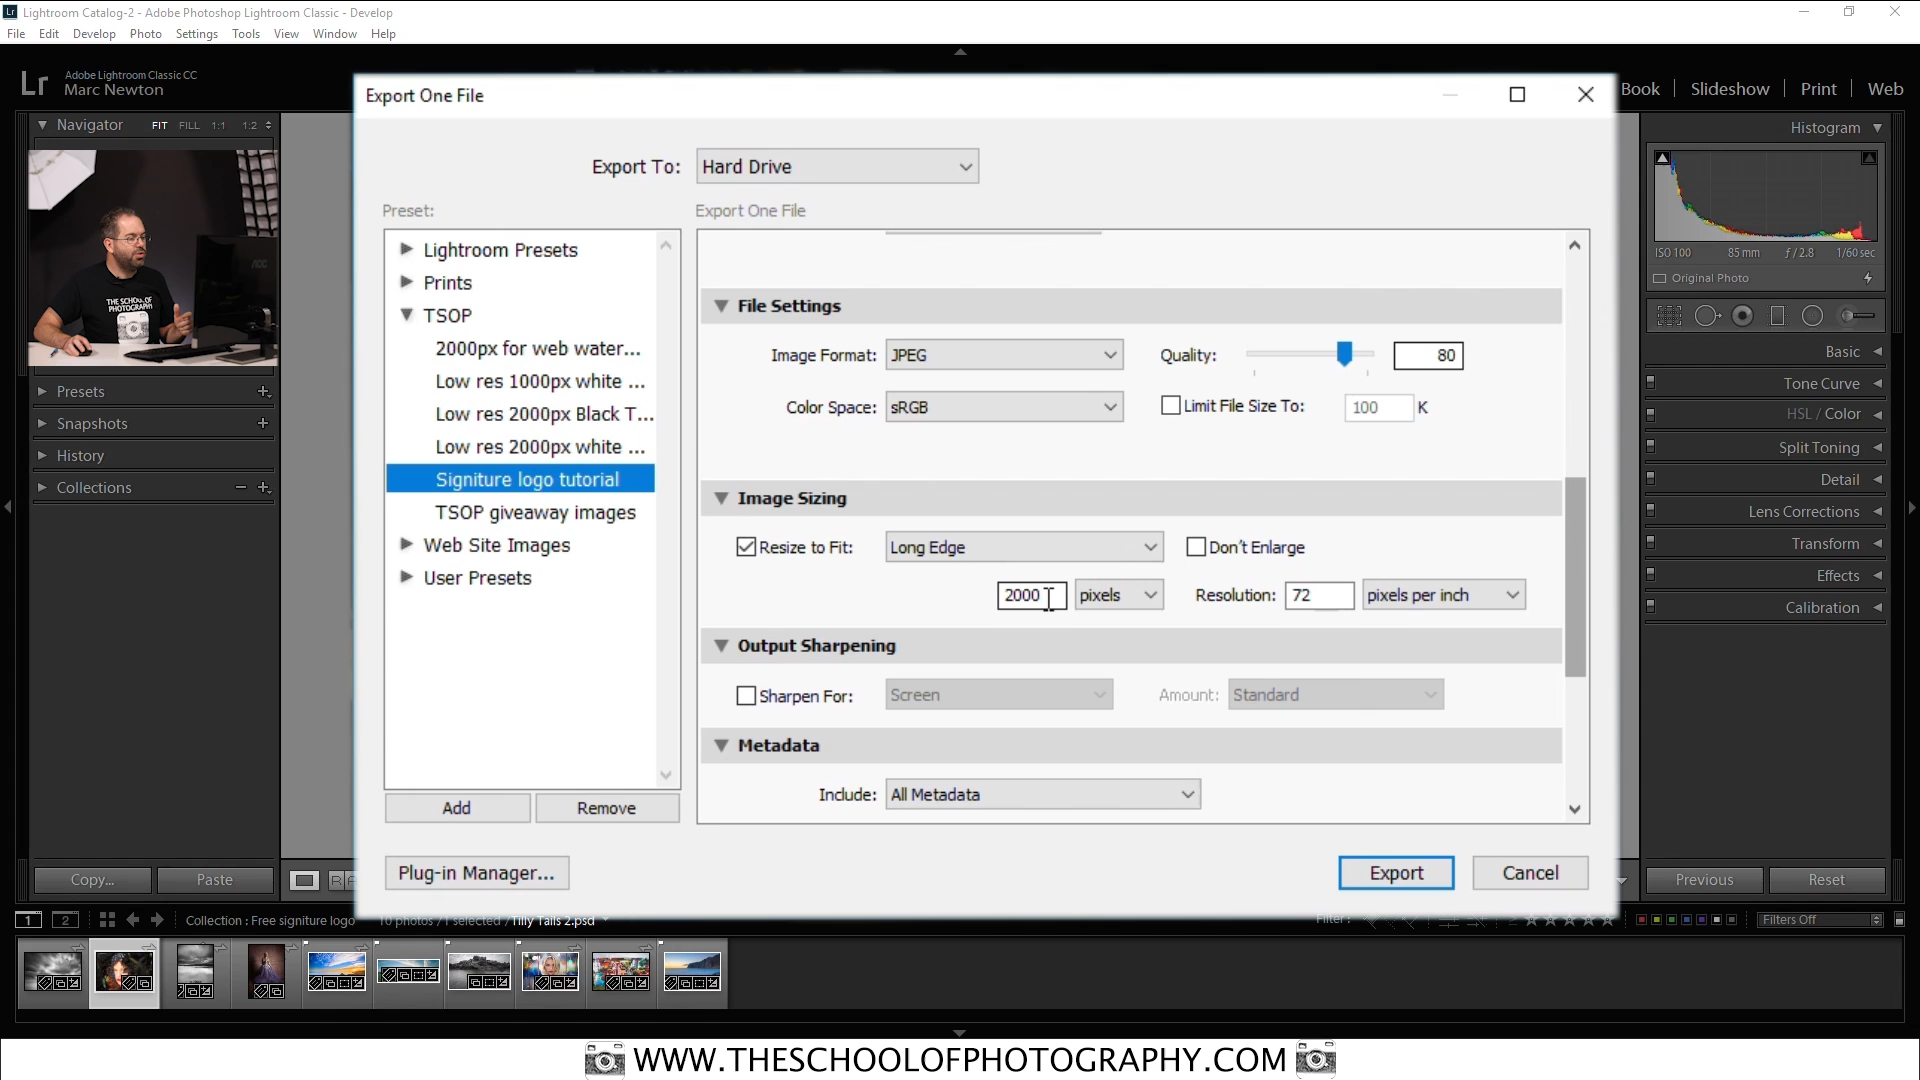 Lr Lightroom Catalog-2 - Adobe Photoshop Lightroom Classic - Develop
File Edit Develop Photo Settings Tools View Window Help
Lr Adobe Lightroom Classic CC
Marc Newton
Book | Slideshow | Print | Web
Navigator FIT FILL 1:1 1:2
THE SCHOOL OF
PHOTOGRAPHY
AOC
Presets
Snapshots
History
Collections
Copy... Paste
Export One File
Export To: Hard Drive
Preset:
Lightroom Presets
Prints
TSOP
2000px for web water...
Low res 1000px white ...
Low res 2000px Black T...
Low res 2000px white ...
Signiture logo tutorial
TSOP giveaway images
Web Site Images
User Presets
Add Remove
Plug-in Manager...
Export One File
File Settings
Image Format: JPEG Quality: 80
Color Space: sRGB Limit File Size To: 100 K
Image Sizing
Resize to Fit: Long Edge Don't Enlarge
2000 pixels Resolution: 72 pixels per inch
Output Sharpening
Sharpen For: Screen Amount: Standard
Metadata
Include: All Metadata
Export Cancel
Histogram
ISO 100 85 mm f / 2.8 1/60 sec
Original Photo
Basic
Tone Curve
HSL / Color
Split Toning
Detail
Lens Corrections
Transform
Effects
Calibration
Previous Reset
1 2 Collection : Free signiture logo 10 photos / 1 selected / Tilly Tails 2.psd Filter: Filters Off
WWW.THESCHOOLOFPHOTOGRAPHY.COM